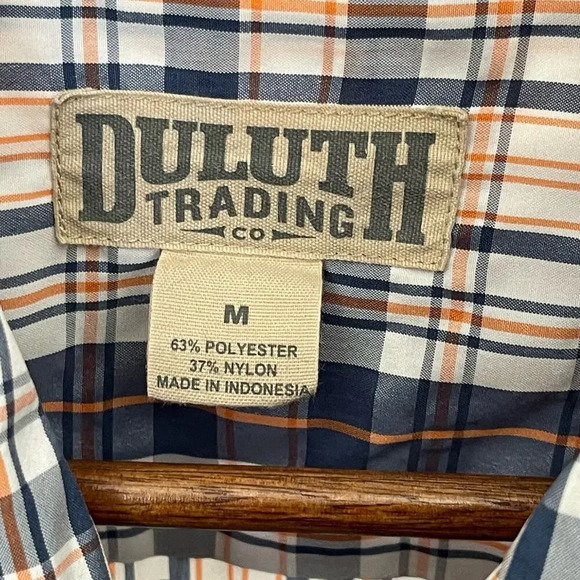 DULUTH
TRADING
CO
M
63% POLYESTER
37% NYLON
MADE IN INDONESIA